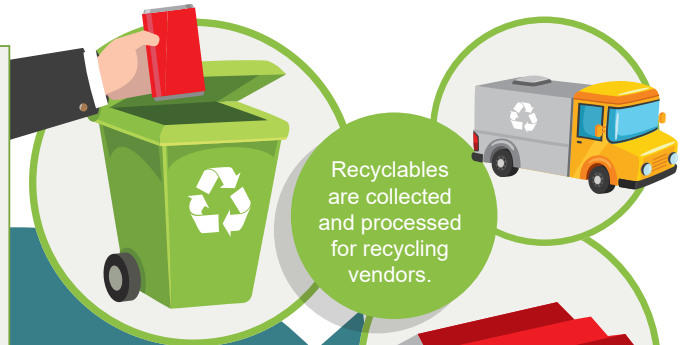 Recyclables
are collected
and processed
for recycling
vendors.